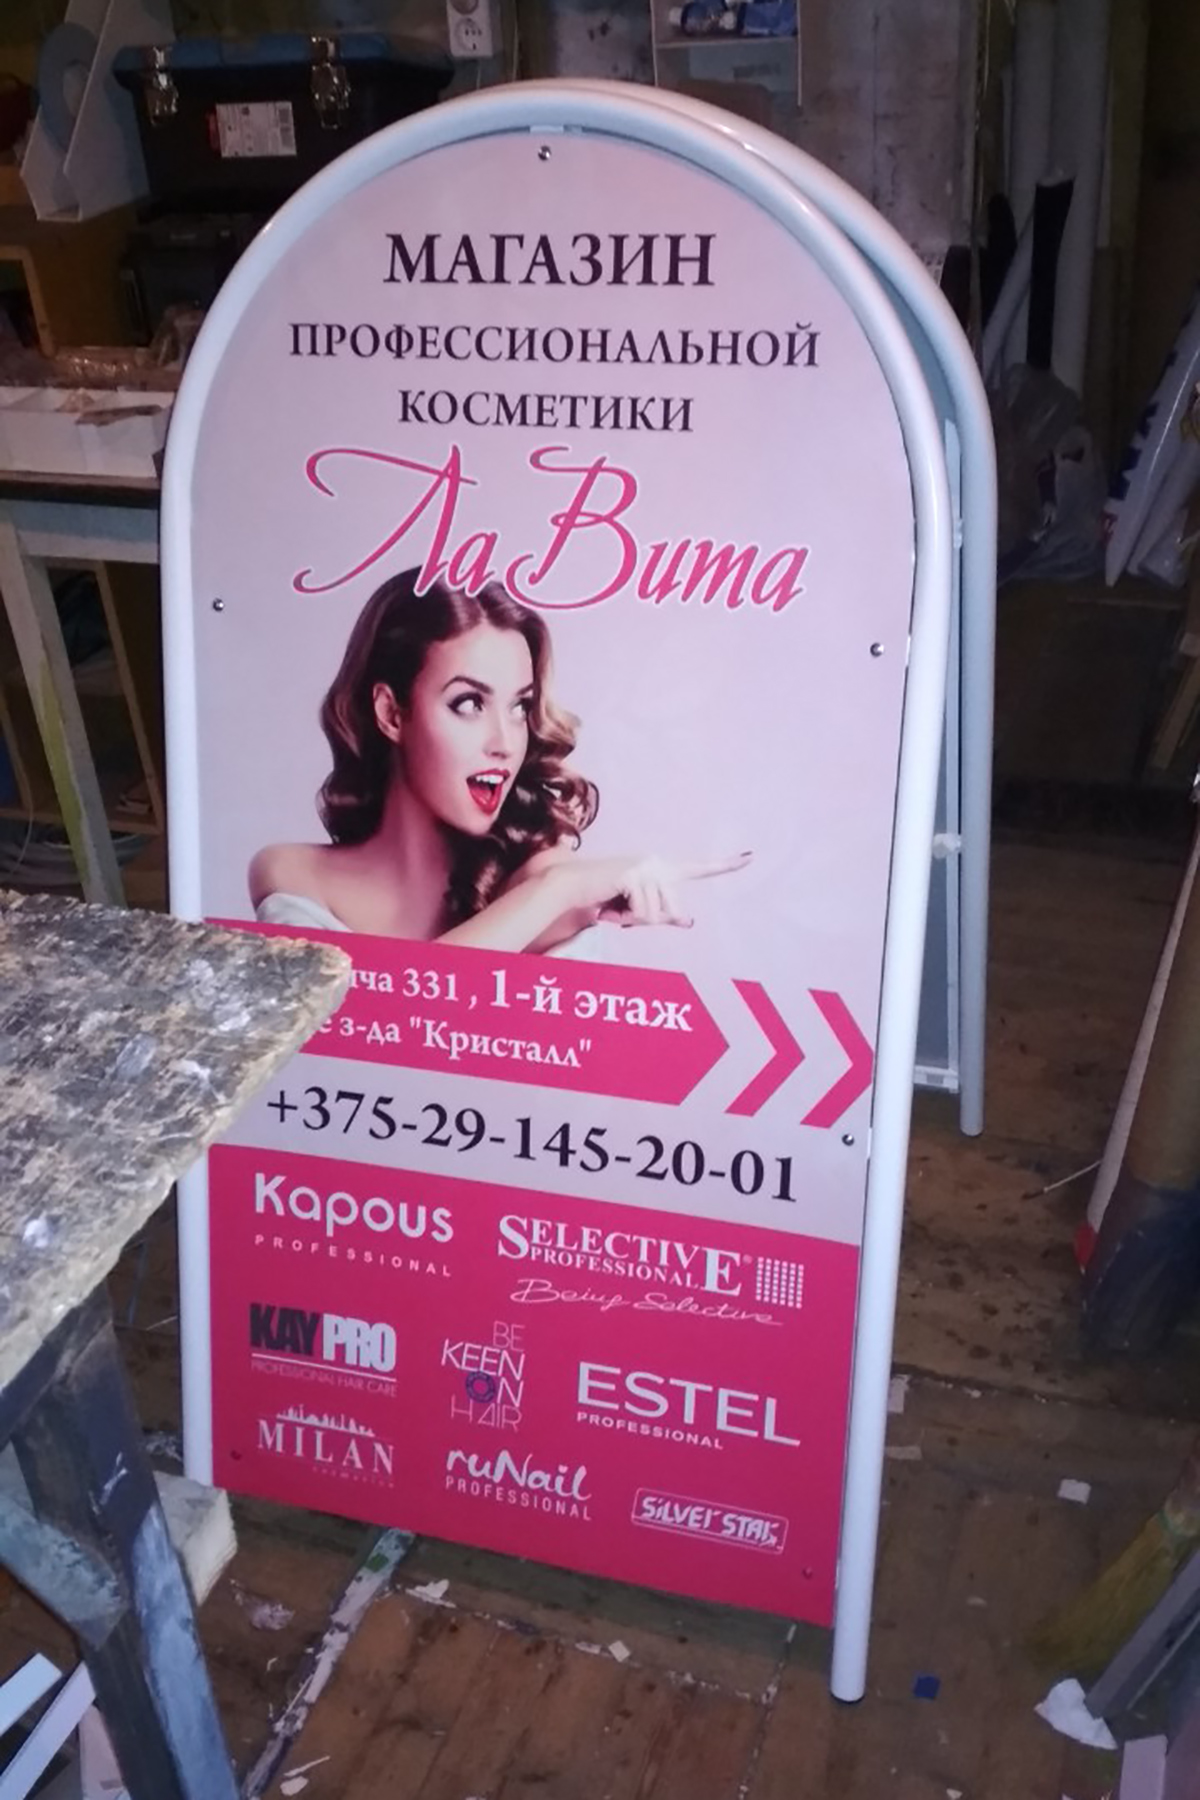 МАГАЗИН
ПРОФЕССИОНАЛЬНОЙ
КОСМЕТИКИ
Ла Вита
331, 1-й этаж
з-да "Кристалл"
+375-29-145-20-01
Kapous
PROFESSIONAL
SELECTIVE®
PROFESSIONAL
Being Selective
KAYPRO
PROFESSIONAL HAIR CARE
BE
KEEN
ON
HAIR
ESTEL
PROFESSIONAL
MILAN
ruNail
PROFESSIONAL
SILVER STAR